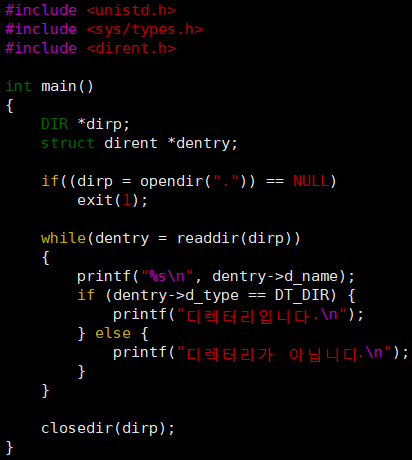 #include <unistd.h>
#include <sys/types.h>
#include <dirent.h>

int main()
{
    DIR *dirp;
    struct dirent *dentry;

    if((dirp = opendir(".")) == NULL)
        exit(1);

    while(dentry = readdir(dirp))
    {
        printf("%s\n", dentry->d_name);
        if (dentry->d_type == DT_DIR) {
            printf("디렉터리입니다.\n");
        } else {
            printf("디렉터리가 아닙니디.\n");
        }
    }

    closedir(dirp);
}